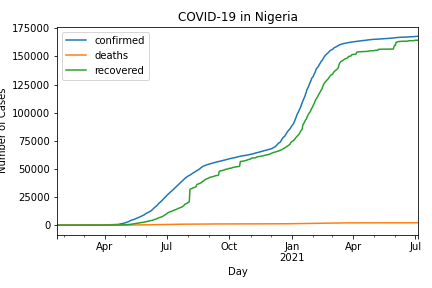 COVID-19 in Nigeria
confirmed
deaths
recovered
175000
150000
125000
100000
75000
50000
25000
0
Number of Cases
Apr
Jul
Oct
Jan
2021
Apr
Jul
Day